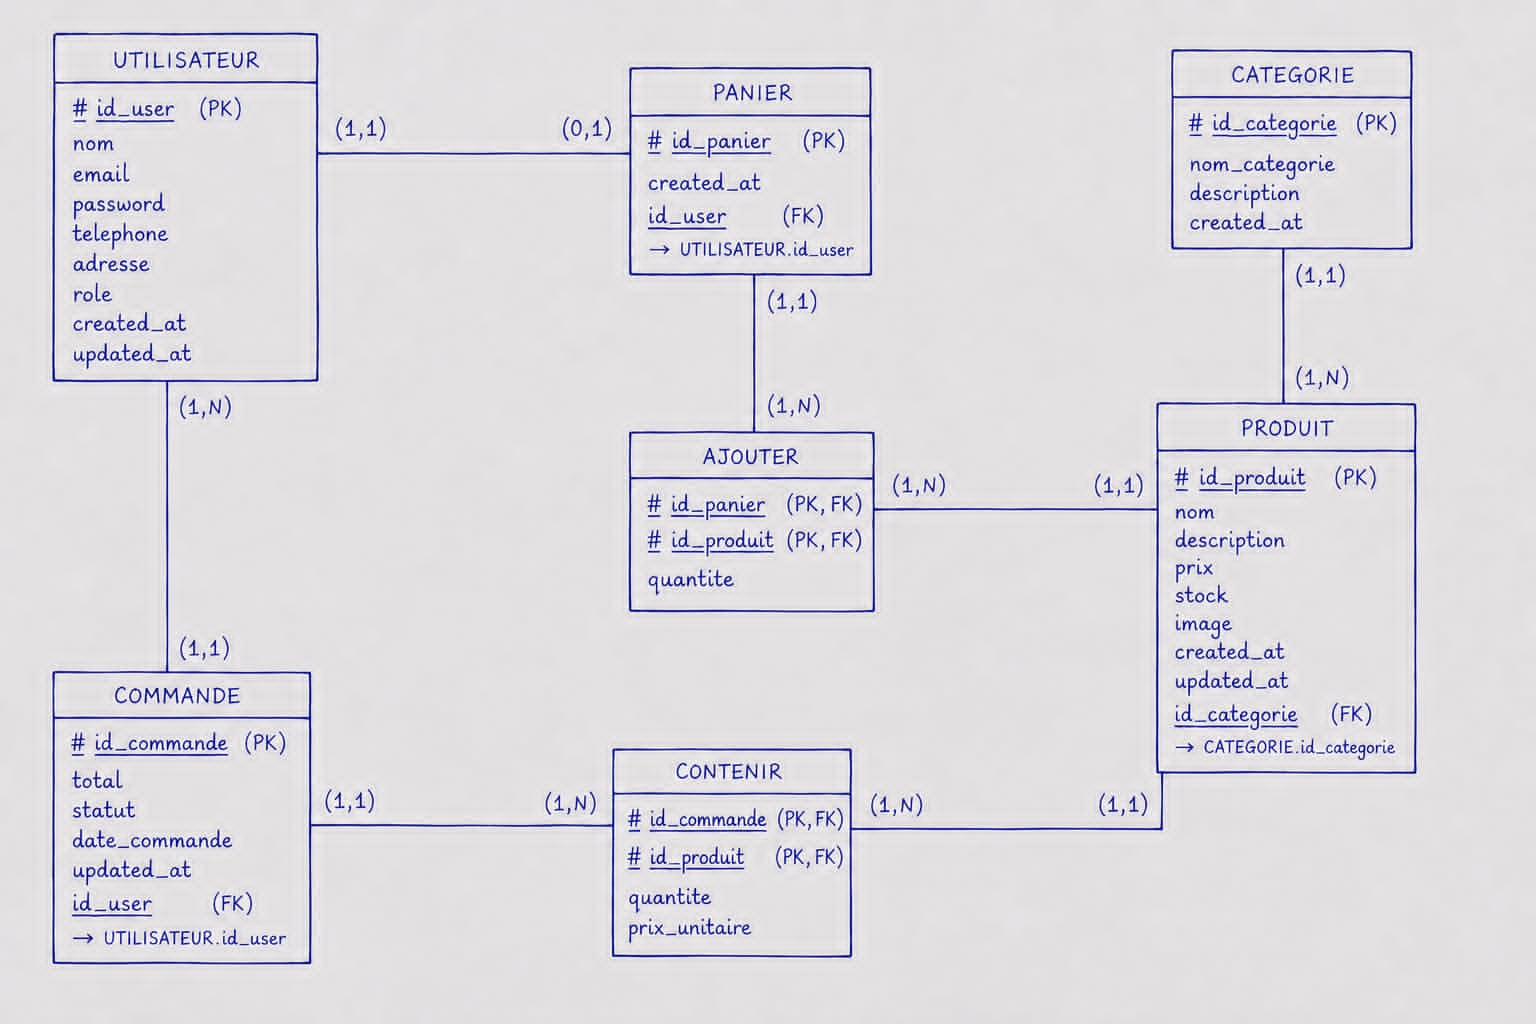 UTILISATEUR
# id_user (PK)
nom
email
password
telephone
adresse
role
created_at
updated_at
(1,1)
(0,1)
PANIER
# id_panier (PK)
created_at
id_user (FK)
→ UTILISATEUR.id_user
CATEGORIE
# id_categorie (PK)
nom_categorie
description
created_at
(1,1)
(1,N)
(1,1)
(1,N)
AJOUTER
# id_panier (PK, FK)
# id_produit (PK, FK)
quantite
(1,N)
(1,1)
PRODUIT
# id_produit (PK)
nom
description
prix
stock
image
created_at
updated_at
id_categorie (FK)
→ CATEGORIE.id_categorie
(1,N)
(1,1)
COMMANDE
# id_commande (PK)
total
statut
date_commande
updated_at
id_user (FK)
→ UTILISATEUR.id_user
(1,1)
(1,N)
CONTENIR
# id_commande (PK, FK)
# id_produit (PK, FK)
quantite
prix_unitaire
(1,N)
(1,1)